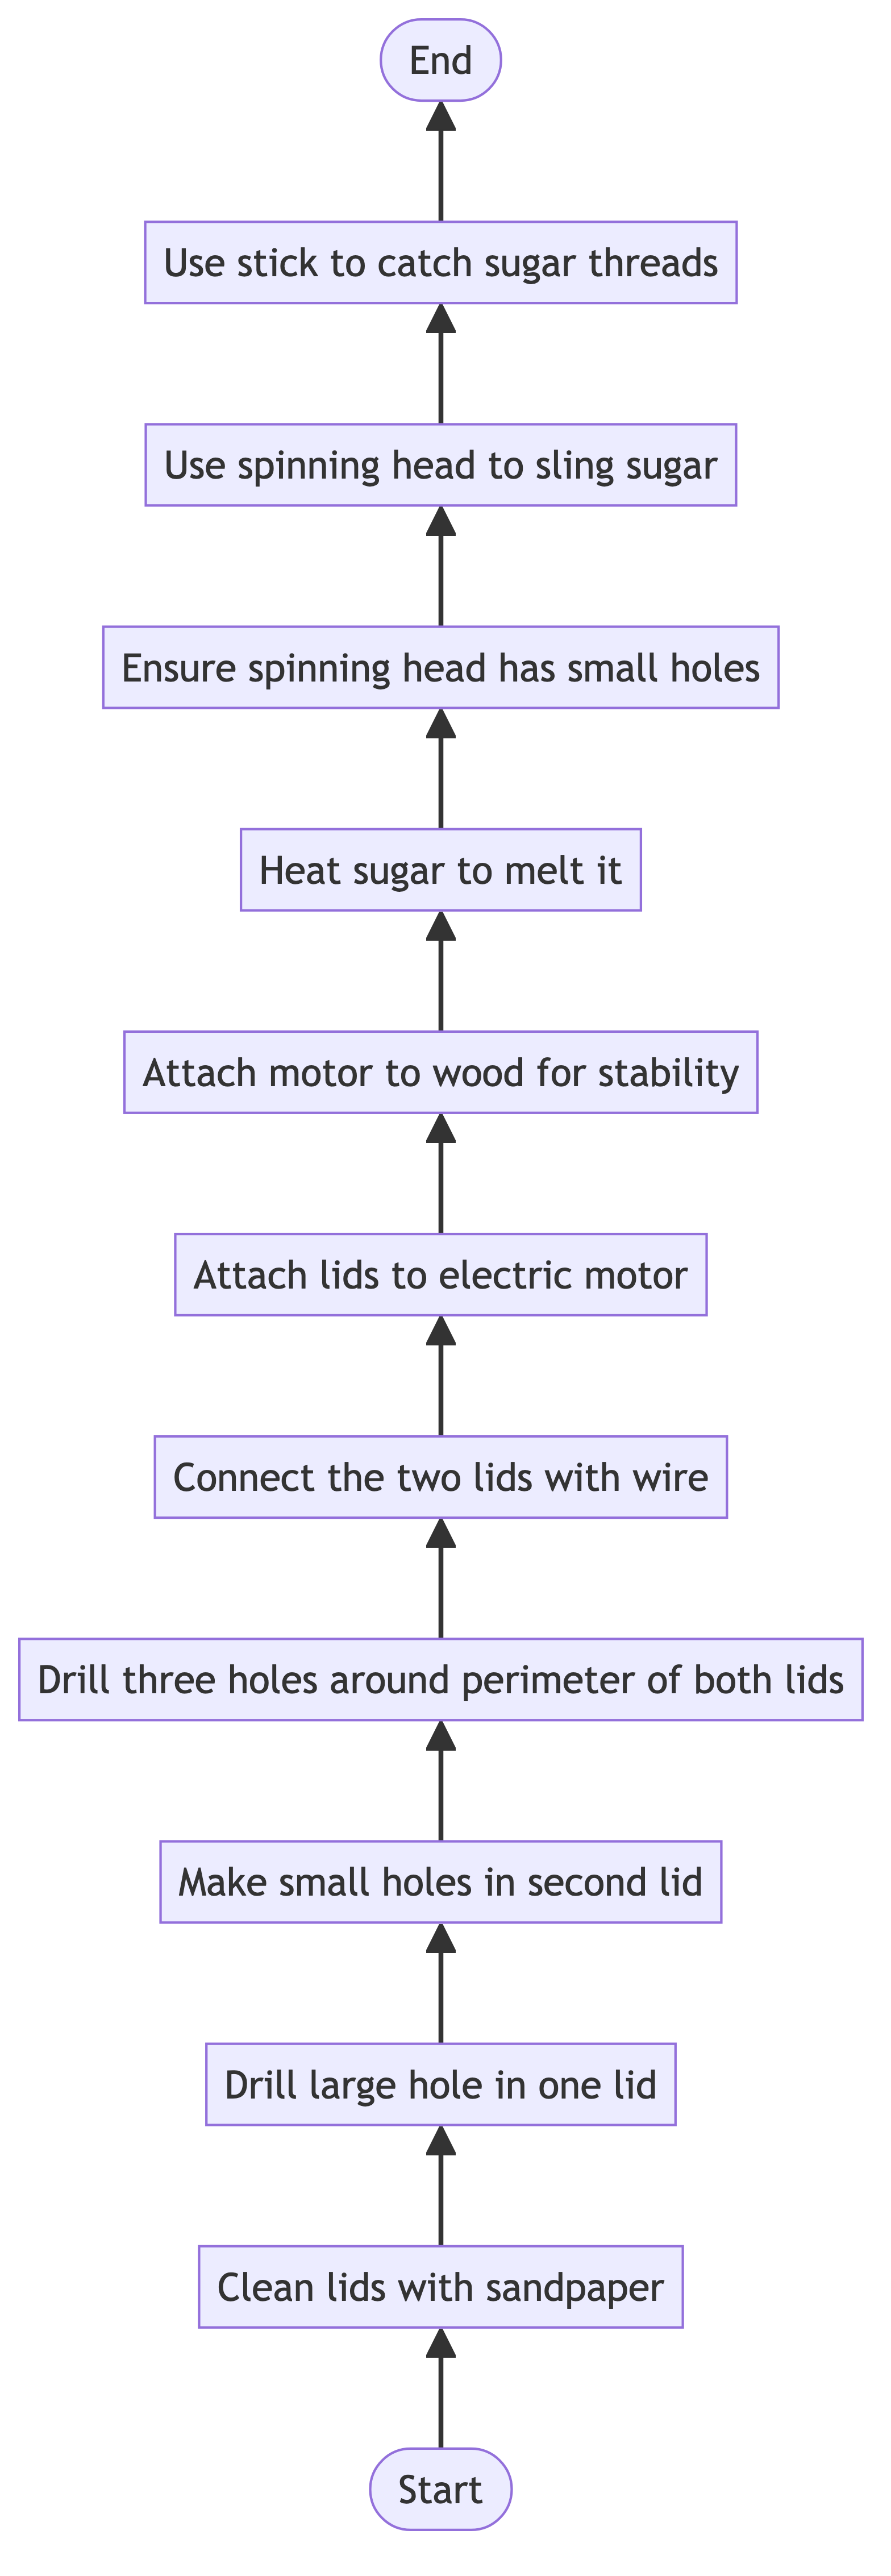 End
Use stick to catch sugar threads
Use spinning head to sling sugar
Ensure spinning head has small holes
Heat sugar to melt it
Attach motor to wood for stability
Attach lids to electric motor
Connect the two lids with wire
Drill three holes around perimeter of both lids
Make small holes in second lid
Drill large hole in one lid
Clean lids with sandpaper
Start